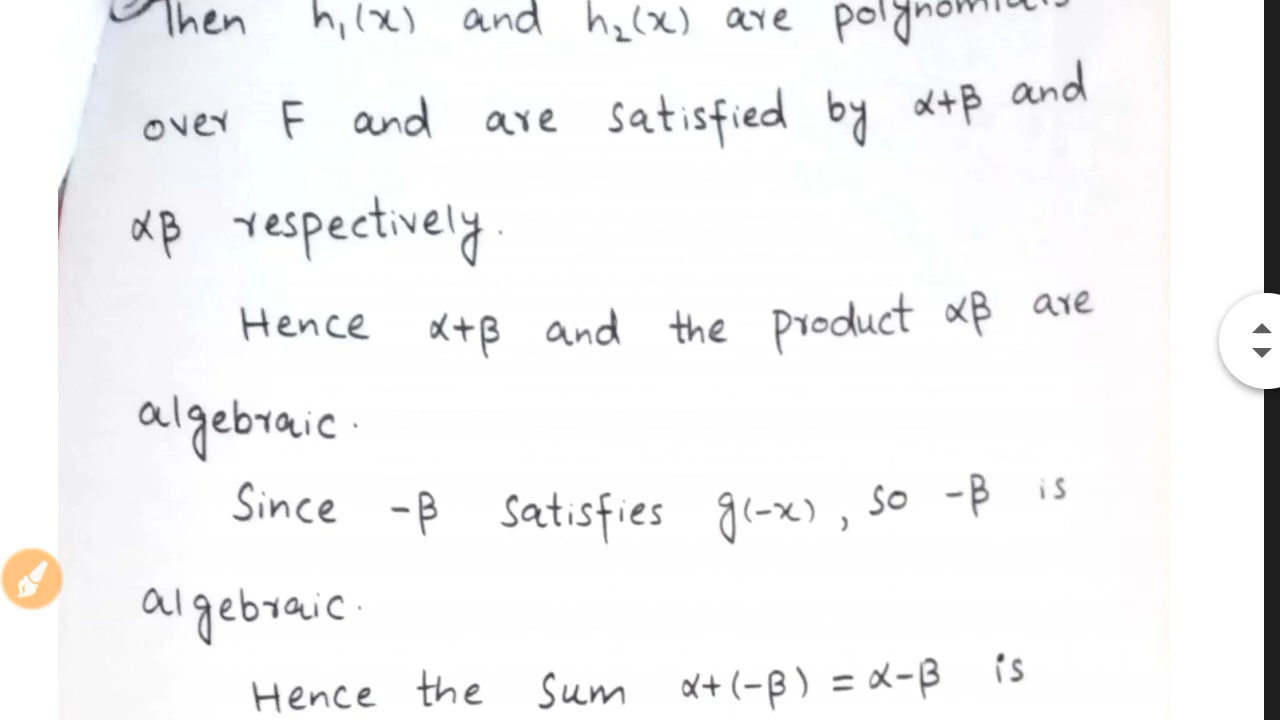 Then h₁(x) and h₂(x) are polynomials
over F and are satisfied by α+β and
αβ respectively.
Hence α+β and the product αβ are
algebraic.
Since -β satisfies g(-x), so -β is
algebraic.
Hence the sum α+(-β) = α-β is